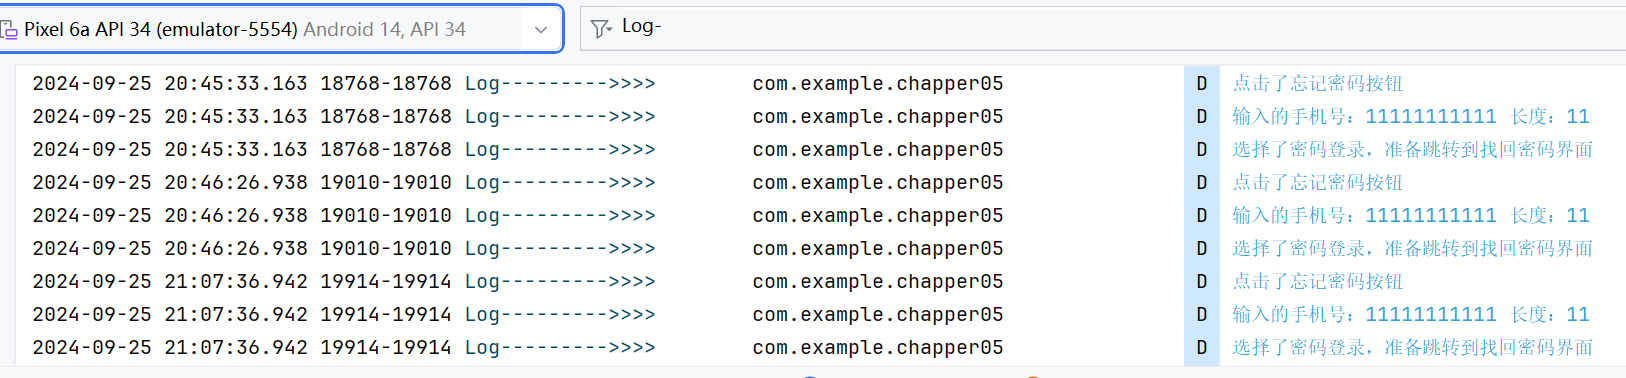 Pixel 6a API 34 (emulator-5554) Android 14, API 34
Log-
2024-09-25 20:45:33.163 18768-18768 Log--------->>>> com.example.chapper05 D 点击了忘记密码按钮
2024-09-25 20:45:33.163 18768-18768 Log--------->>>> com.example.chapper05 D 输入的手机号：11111111111 长度：11
2024-09-25 20:45:33.163 18768-18768 Log--------->>>> com.example.chapper05 D 选择了密码登录，准备跳转到找回密码界面
2024-09-25 20:46:26.938 19010-19010 Log--------->>>> com.example.chapper05 D 点击了忘记密码按钮
2024-09-25 20:46:26.938 19010-19010 Log--------->>>> com.example.chapper05 D 输入的手机号：11111111111 长度：11
2024-09-25 20:46:26.938 19010-19010 Log--------->>>> com.example.chapper05 D 选择了密码登录，准备跳转到找回密码界面
2024-09-25 21:07:36.942 19914-19914 Log--------->>>> com.example.chapper05 D 点击了忘记密码按钮
2024-09-25 21:07:36.942 19914-19914 Log--------->>>> com.example.chapper05 D 输入的手机号：11111111111 长度：11
2024-09-25 21:07:36.942 19914-19914 Log--------->>>> com.example.chapper05 D 选择了密码登录，准备跳转到找回密码界面